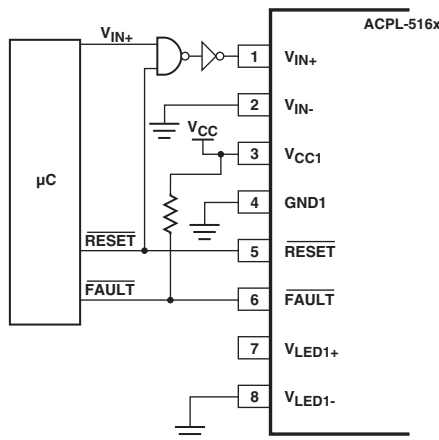 ACPL-516x
VIN+
1 VIN+
2 VIN-
VCC
3 VCC1
µC
4 GND1
RESET
5 RESET
FAULT
6 FAULT
7 VLED1+
8 VLED1-